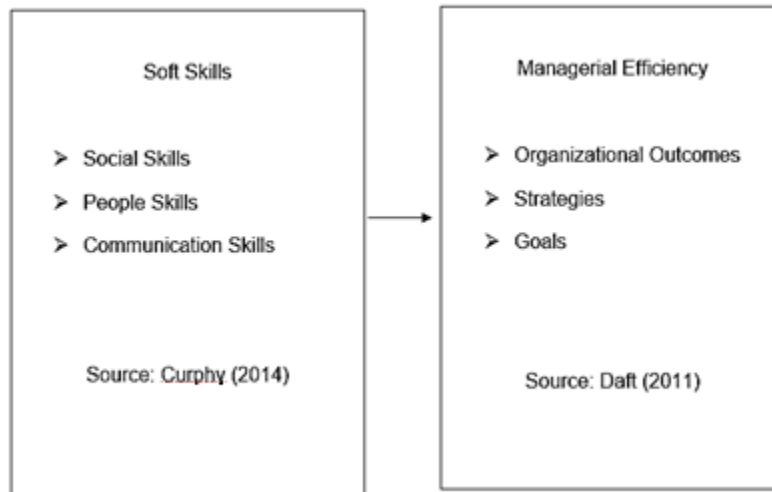 Soft Skills
➢ Social Skills
➢ People Skills
➢ Communication Skills
Source: Curphy (2014)
Managerial Efficiency
➢ Organizational Outcomes
➢ Strategies
➢ Goals
Source: Daft (2011)